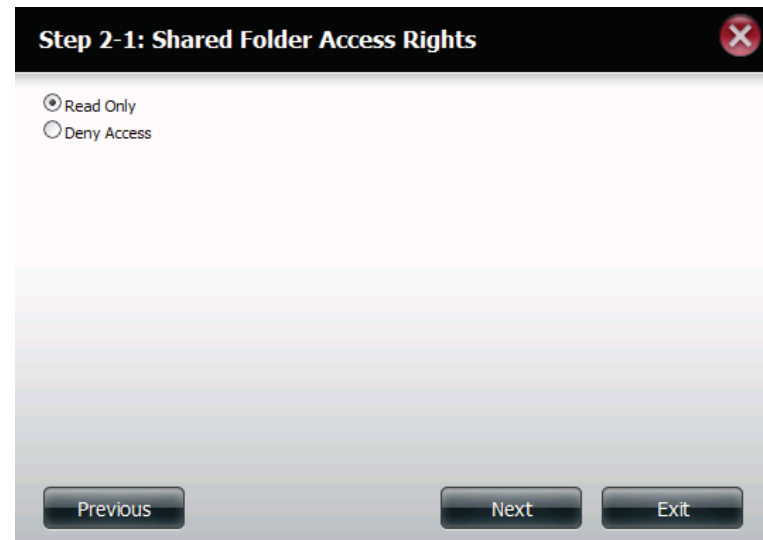 Step 2-1: Shared Folder Access Rights
Read Only
Deny Access
Previous Next Exit